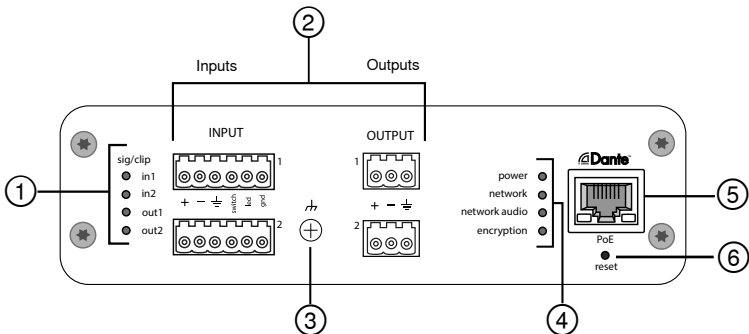 2
Inputs
Outputs
INPUT
OUTPUT
Dante™
sig/clip
in1
in2
out1
out2
1
1
+ − switch led gnd
+ −
2
2
power
network
network audio
encryption
PoE
reset
1
3
4
5
6